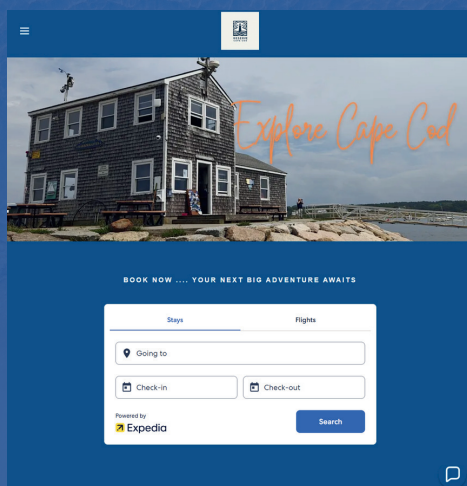 Explore Cape Cod
BOOK NOW .... YOUR NEXT BIG ADVENTURE AWAITS
Stays
Flights
Going to
Check-in
Check-out
Powered by
Expedia
Search